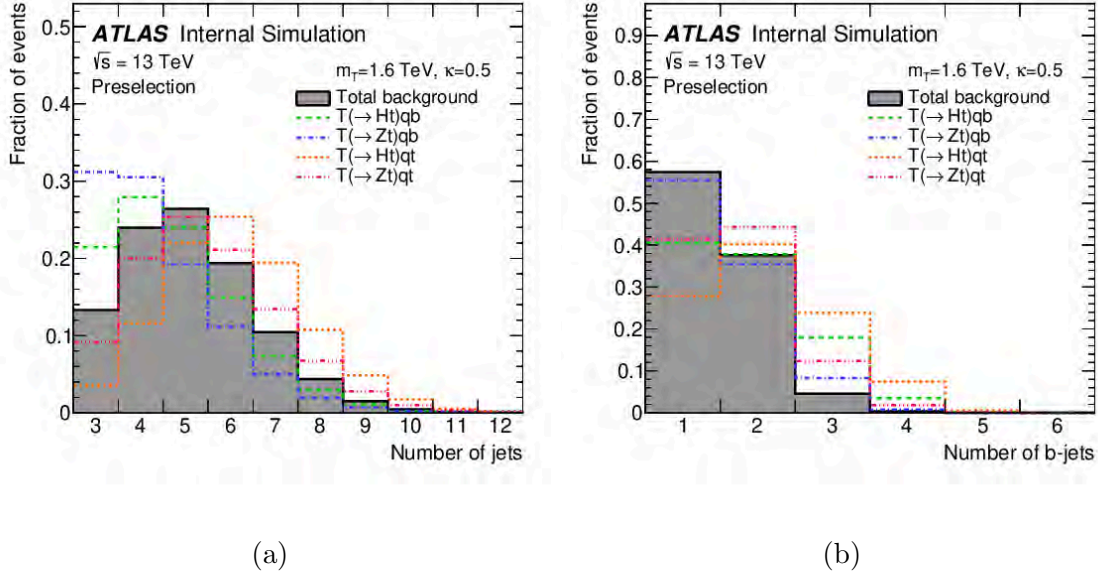 Fraction of events
0.5
0.4
0.3
0.2
0.1
0
ATLAS Internal Simulation
√s = 13 TeV
Preselection
m_T=1.6 TeV, κ=0.5
Total background
T(→Ht)qb
T(→Zt)qb
T(→Ht)qt
T(→Zt)qt
3 4 5 6 7 8 9 10 11 12
Number of jets
(a)
Fraction of events
0.9
0.8
0.7
0.6
0.5
0.4
0.3
0.2
0.1
0
ATLAS Internal Simulation
√s = 13 TeV
Preselection
m_T=1.6 TeV, κ=0.5
Total background
T(→Ht)qb
T(→Zt)qb
T(→Ht)qt
T(→Zt)qt
1 2 3 4 5 6
Number of b-jets
(b)